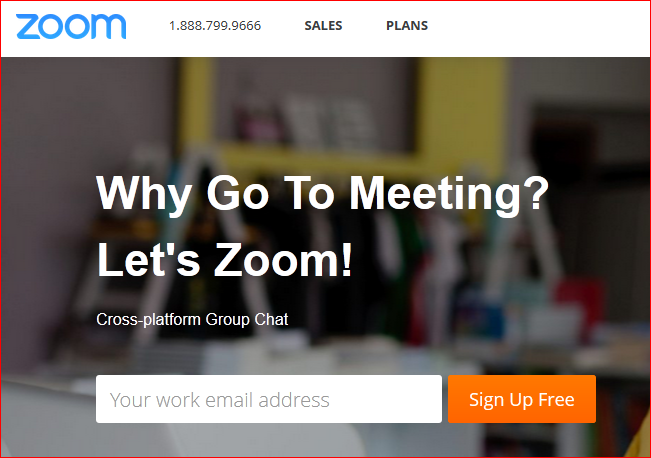 zoom 1.888.799.9666 SALES PLANS
Why Go To Meeting?
Let's Zoom!
Cross-platform Group Chat
Your work email address Sign Up Free